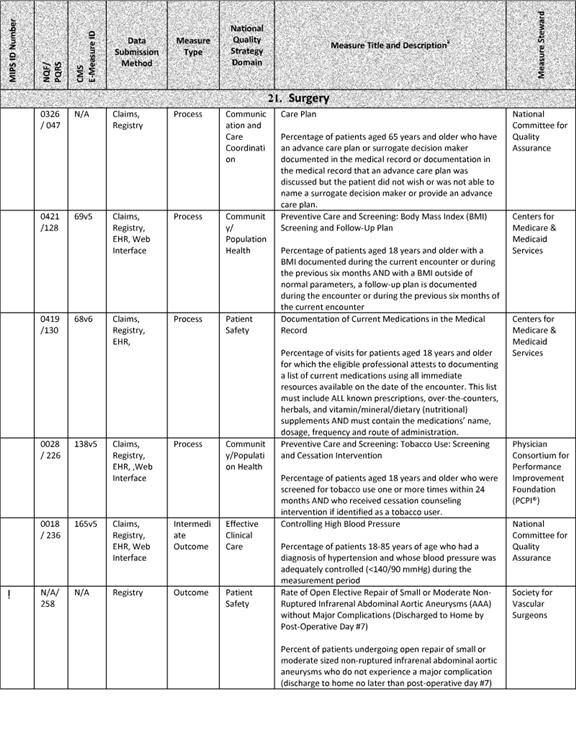 MIPS ID Number
NQF/
PQRS
CMS
E-Measure ID
Data
Submission
Method
Measure
Type
National
Quality
Strategy
Domain
Measure Title and Description
Measure Steward
21. Surgery
0326
/ 047
N/A
Claims,
Registry
Process
Communic
ation and
Care
Coordinati
on
Care Plan
Percentage of patients aged 65 years and older who have
an advance care plan or surrogate decision maker
documented in the medical record or documentation in
the medical record that an advance care plan was
discussed but the patient did not wish or was not able to
name a surrogate decision maker or provide an advance
care plan.
National
Committee for
Quality
Assurance
0421
/128
69v5
Claims,
Registry,
EHR, Web
Interface
Process
Communit
y/
Population
Health
Preventive Care and Screening: Body Mass Index (BMI)
Screening and Follow-Up Plan
Percentage of patients aged 18 years and older with a
BMI documented during the current encounter or during
the previous six months AND with a BMI outside of
normal parameters, a follow-up plan is documented
during the encounter or during the previous six months of
the current encounter
Centers for
Medicare &
Medicaid
Services
0419
/130
68v6
Claims,
Registry,
EHR,
Process
Patient
Safety
Documentation of Current Medications in the Medical
Record
Percentage of visits for patients aged 18 years and older
for which the eligible professional attests to documenting
a list of current medications using all immediate
resources available on the date of the encounter. This list
must include ALL known prescriptions, over-the-counters,
herbals, and vitamin/mineral/dietary (nutritional)
supplements AND must contain the medications' name,
dosage, frequency and route of administration.
Centers for
Medicare &
Medicaid
Services
0028
/ 226
138v5
Claims,
Registry,
EHR, ,Web
Interface
Process
Communit
y/Populati
on Health
Preventive Care and Screening: Tobacco Use: Screening
and Cessation Intervention
Percentage of patients aged 18 years and older who were
screened for tobacco use one or more times within 24
months AND who received cessation counseling
intervention if identified as a tobacco user.
Physician
Consortium for
Performance
Improvement
Foundation
(PCPI®)
0018
/ 236
165v5
Claims,
Registry,
EHR, Web
Interface
Intermedi
ate
Outcome
Effective
Clinical
Care
Controlling High Blood Pressure
Percentage of patients 18-85 years of age who had a
diagnosis of hypertension and whose blood pressure was
adequately controlled (<140/90 mmHg) during the
measurement period
National
Committee for
Quality
Assurance
!
N/A/
258
N/A
Registry
Outcome
Patient
Safety
Rate of Open Elective Repair of Small or Moderate Non-
Ruptured Infrarenal Abdominal Aortic Aneurysms (AAA)
without Major Complications (Discharged to Home by
Post-Operative Day #7)
Percent of patients undergoing open repair of small or
moderate sized non-ruptured infrarenal abdominal aortic
aneurysms who do not experience a major complication
(discharge to home no later than post-operative day #7)
Society for
Vascular
Surgeons